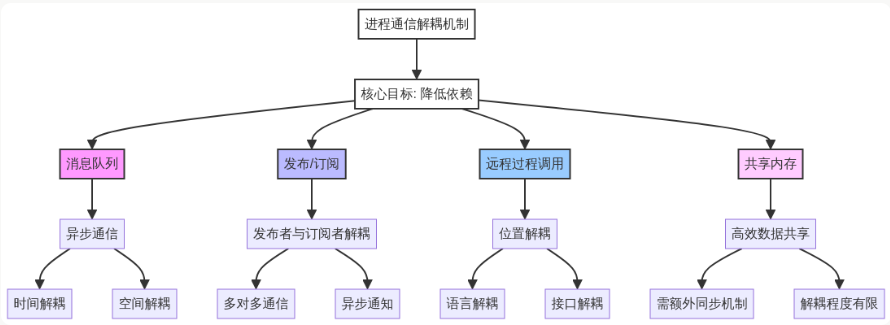 进程通信解耦机制
核心目标: 降低依赖
消息队列
发布/订阅
远程过程调用
共享内存
异步通信
发布者与订阅者解耦
位置解耦
高效数据共享
时间解耦
空间解耦
多对多通信
异步通知
语言解耦
接口解耦
需额外同步机制
解耦程度有限